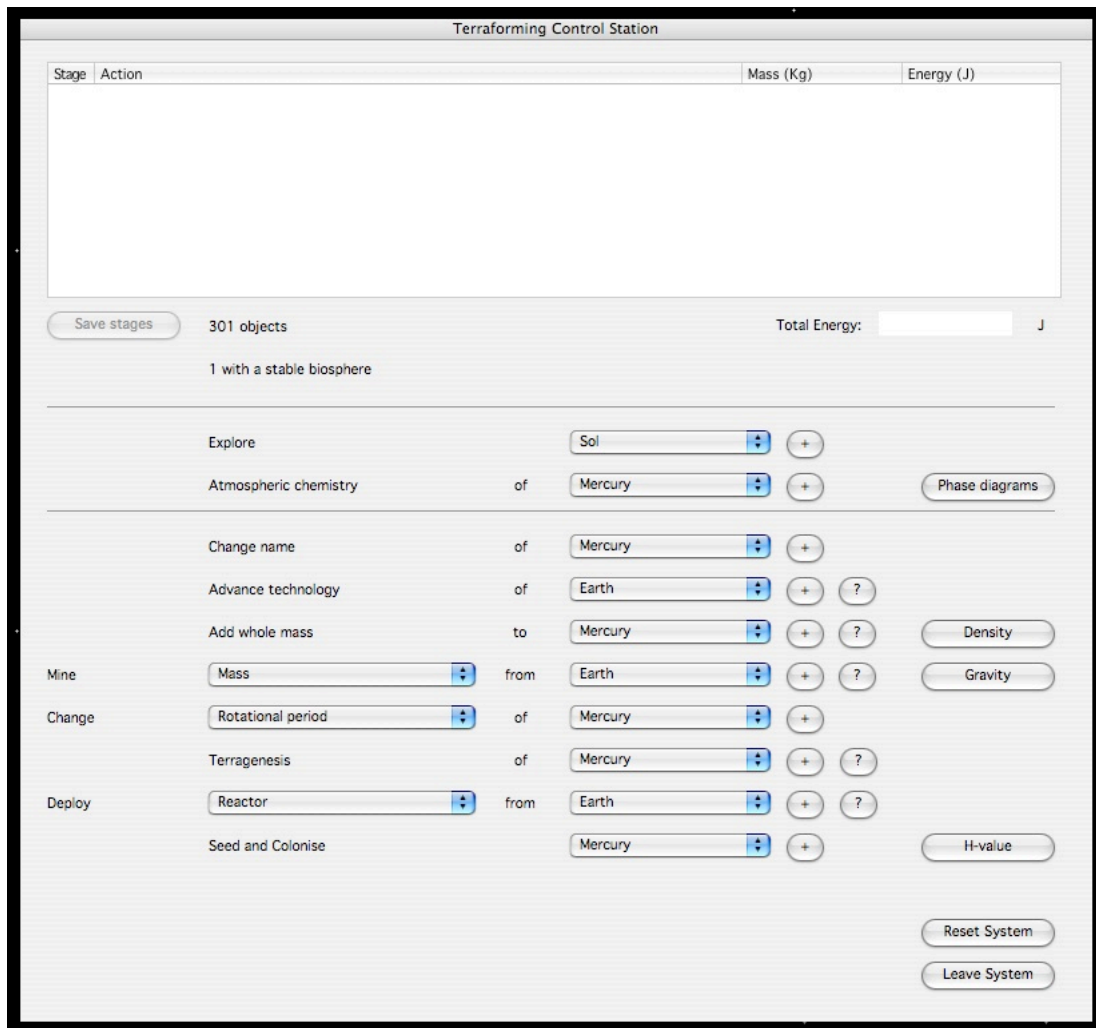 Terraforming Control Station
Stage Action Mass (Kg) Energy (J)
Save stages 301 objects Total Energy: J
1 with a stable biosphere
Explore Sol +
Atmospheric chemistry of Mercury + Phase diagrams
Change name of Mercury +
Advance technology of Earth + ?
Add whole mass to Mercury + ? Density
Mine Mass from Earth + ? Gravity
Change Rotational period of Mercury +
Terragenesis of Mercury + ?
Deploy Reactor from Earth + ?
Seed and Colonise Mercury + H-value
Reset System
Leave System